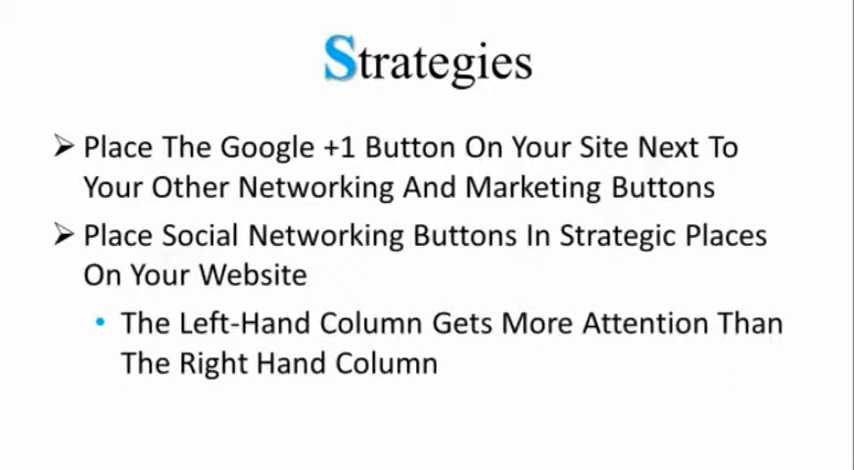 Strategies
Place The Google +1 Button On Your Site Next To
Your Other Networking And Marketing Buttons
Place Social Networking Buttons In Strategic Places
On Your Website
The Left-Hand Column Gets More Attention Than
The Right Hand Column